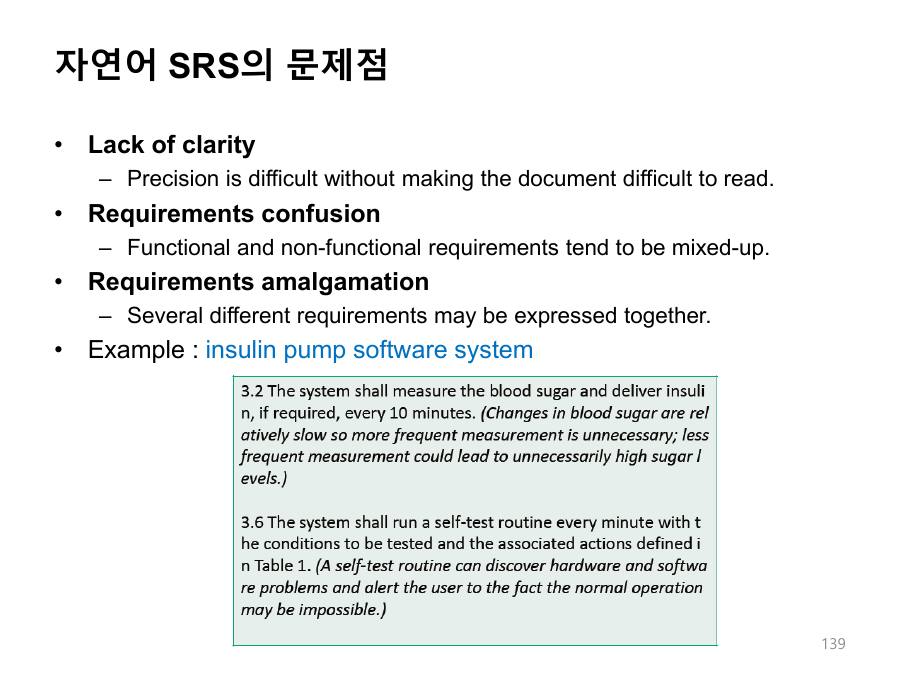 자연어 SRS의 문제점
• Lack of clarity
– Precision is difficult without making the document difficult to read.
• Requirements confusion
– Functional and non-functional requirements tend to be mixed-up.
• Requirements amalgamation
– Several different requirements may be expressed together.
• Example : insulin pump software system
3.2 The system shall measure the blood sugar and deliver insuli
n, if required, every 10 minutes. (Changes in blood sugar are rel
atively slow so more frequent measurement is unnecessary; less
frequent measurement could lead to unnecessarily high sugar l
evels.)
3.6 The system shall run a self-test routine every minute with t
he conditions to be tested and the associated actions defined i
n Table 1. (A self-test routine can discover hardware and softwa
re problems and alert the user to the fact the normal operation
may be impossible.)
139